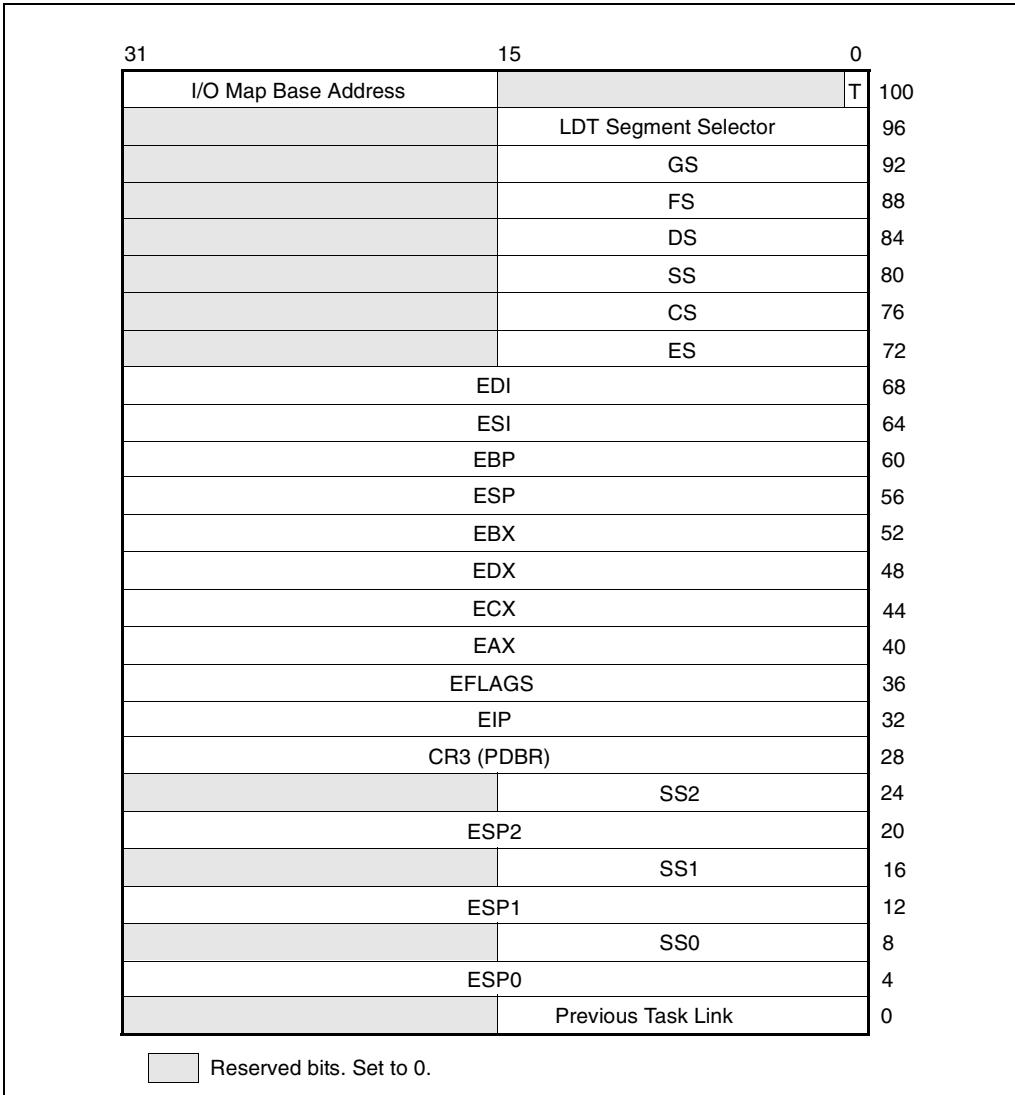 31 15 0
I/O Map Base Address T 100
LDT Segment Selector 96
GS 92
FS 88
DS 84
SS 80
CS 76
ES 72
EDI 68
ESI 64
EBP 60
ESP 56
EBX 52
EDX 48
ECX 44
EAX 40
EFLAGS 36
EIP 32
CR3 (PDBR) 28
SS2 24
ESP2 20
SS1 16
ESP1 12
SS0 8
ESP0 4
Previous Task Link 0
Reserved bits. Set to 0.